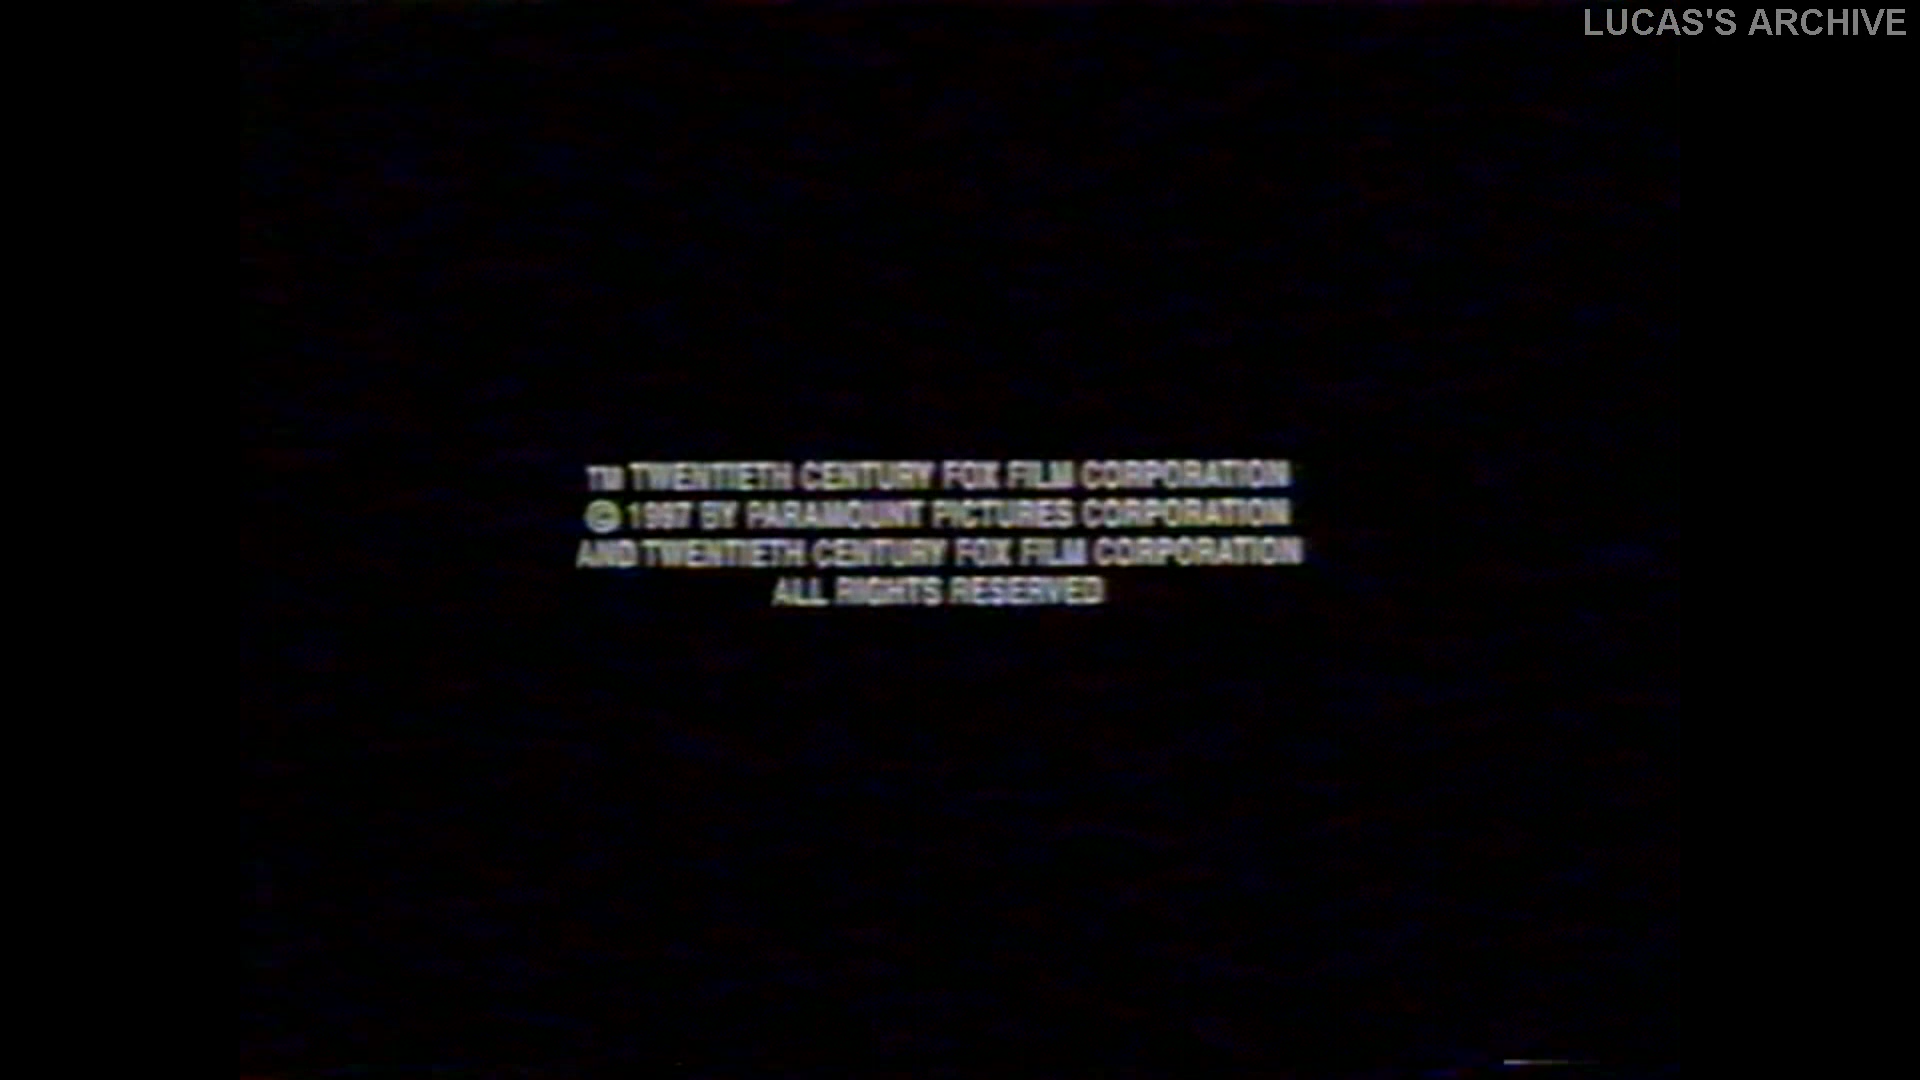 LUCAS'S ARCHIVE
TM TWENTIETH CENTURY FOX FILM CORPORATION
© 1997 BY PARAMOUNT PICTURES CORPORATION
AND TWENTIETH CENTURY FOX FILM CORPORATION
ALL RIGHTS RESERVED